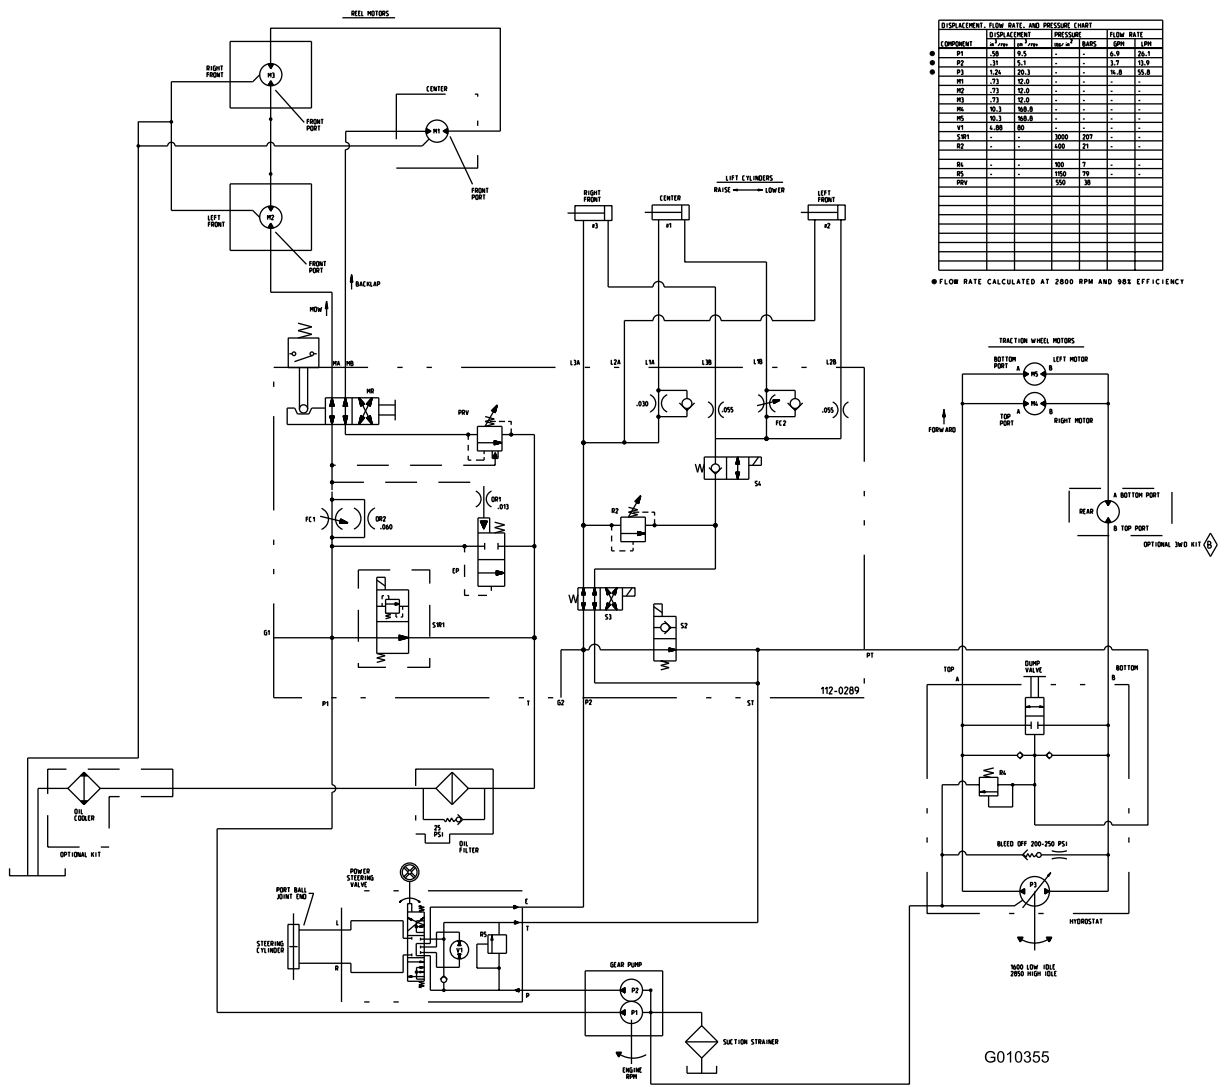 REEL MOTORS
RIGHT
FRONT
M3
FRONT
PORT
CENTER
M1
FRONT
PORT
LEFT
FRONT
M2
FRONT
PORT
BACKLAP
MOW
MA MB
MR
PRV
FC1
OR2
.060
OR1
.013
EP
S1R1
G1
P1
T
LIFT CYLINDERS
RAISE LOWER
RIGHT
FRONT
#3
CENTER
#1
LEFT
FRONT
#2
L3A L2A L1A L3B L1B L2B
.030
.055
FC2
.055
S4
R2
S3
S2
PT
G2 P2
ST
112-0289
DISPLACEMENT, FLOW RATE, AND PRESSURE CHART
DISPLACEMENT PRESSURE FLOW RATE
COMPONENT in³/rev cm³/rev LBS/in² BARS GPM LPM
P1 .58 9.5 - - 6.9 26.1
P2 .31 5.1 - - 3.7 13.9
P3 1.24 20.3 - - 14.8 55.8
M1 .73 12.0 - - - -
M2 .73 12.0 - - - -
M3 .73 12.0 - - - -
M4 10.3 168.8 - - - -
M5 10.3 168.8 - - - -
V1 4.88 80 - - - -
S1R1 - - 3000 207
R2 - - 400 21 - -
R4 - - 100 7 - -
R5 - - 1150 79 - -
PRV 550 38
FLOW RATE CALCULATED AT 2800 RPM AND 98% EFFICIENCY
TRACTION WHEEL MOTORS
BOTTOM
PORT
LEFT MOTOR
A M5 B
A M4 B
TOP
PORT
RIGHT MOTOR
FORWARD
A BOTTOM PORT
REAR
B TOP PORT
OPTIONAL 3WD KIT B
TOP
A
DUMP
VALVE
BOTTOM
B
R4
BLEED OFF 200-250 PSI
P3
HYDROSTAT
1600 LOW IDLE
2850 HIGH IDLE
OIL
COOLER
OPTIONAL KIT
25
PSI
OIL
FILTER
POWER
STEERING
VALVE
PORT BALL
JOINT END
L
STEERING
CYLINDER
R
E
T
R5
V1
P
GEAR PUMP
P2
P1
ENGINE
RPM
SUCTION STRAINER
G010355